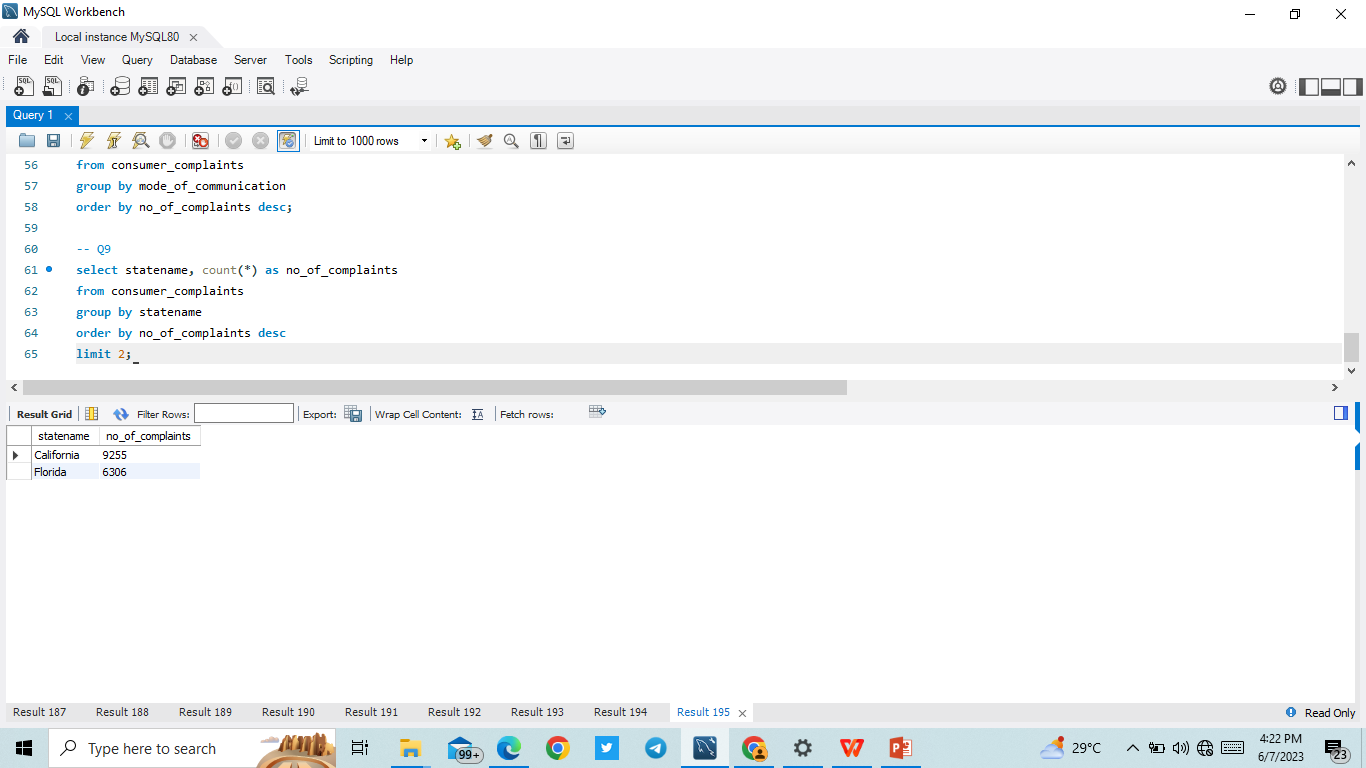 MySQL Workbench
Local instance MySQL80
File Edit View Query Database Server Tools Scripting Help
Query 1
Limit to 1000 rows
56 from consumer_complaints
57 group by mode_of_communication
58 order by no_of_complaints desc;
59
60 -- Q9
61 select statename, count(*) as no_of_complaints
62 from consumer_complaints
63 group by statename
64 order by no_of_complaints desc
65 limit 2;
Result Grid Filter Rows: Export: Wrap Cell Content: Fetch rows:
statename no_of_complaints
California 9255
Florida 6306
Result 187 Result 188 Result 189 Result 190 Result 191 Result 192 Result 193 Result 194 Result 195 Read Only
Type here to search 99+ 29°C 4:22 PM
6/7/2023 23